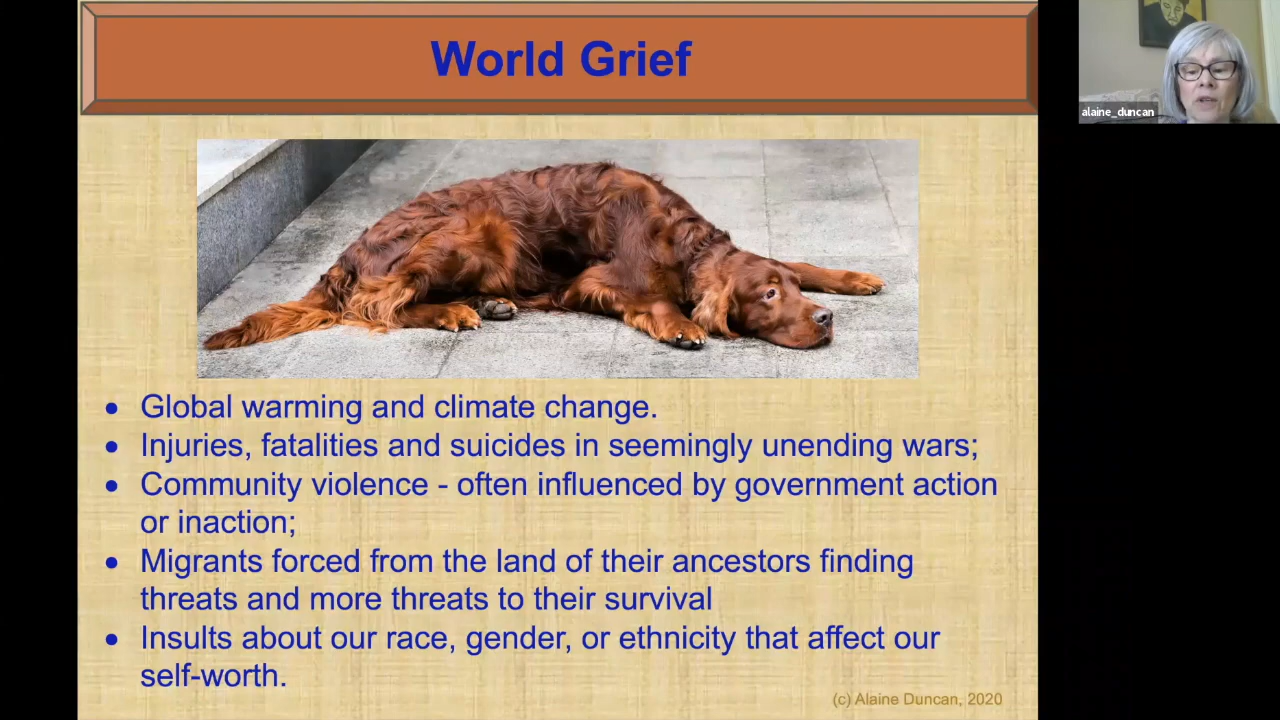 World Grief
alaine_duncan
• Global warming and climate change.
• Injuries, fatalities and suicides in seemingly unending wars;
• Community violence - often influenced by government action
or inaction;
• Migrants forced from the land of their ancestors finding
threats and more threats to their survival
• Insults about our race, gender, or ethnicity that affect our
self-worth.
(c) Alaine Duncan, 2020